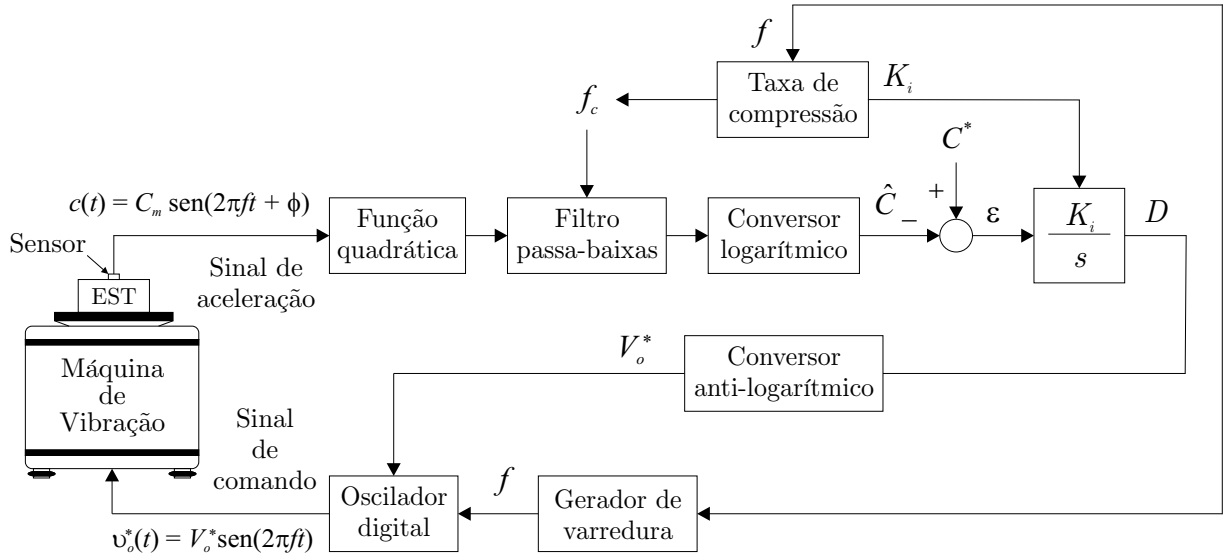 f
Taxa de
compressão
K_i
f_c
C^*
c(t) = C_m sen(2πft + ϕ)
Função
quadrática
Filtro
passa-baixas
Conversor
logarítmico
Ĉ
−
+
ε
K_i
s
D
Sensor
EST
Sinal de
aceleração
Máquina
de
Vibração
V_o^*
Conversor
anti-logarítmico
Sinal
de
comando
Oscilador
digital
f
Gerador de
varredura
υ_o^*(t) = V_o^*sen(2πft)